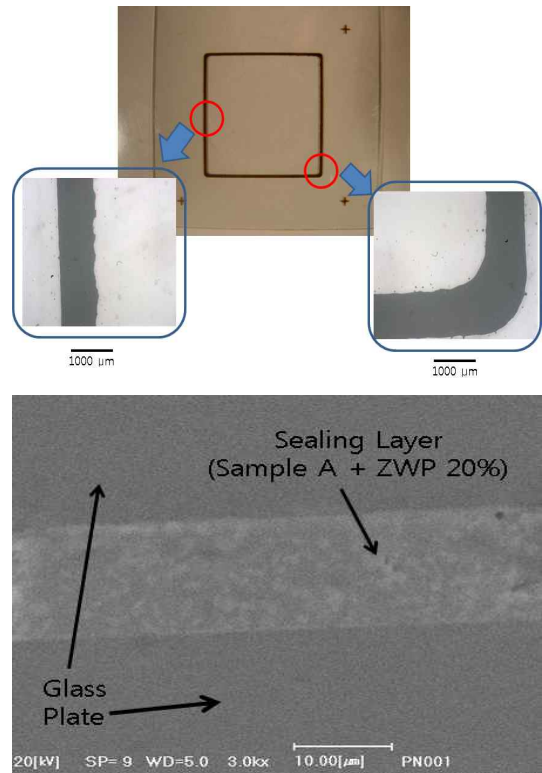 1000 μm
1000 μm
Sealing Layer
(Sample A + ZWP 20%)
Glass
Plate
20[kV] SP= 9 WD=5.0 3.0kx 10.00[μm] PN001